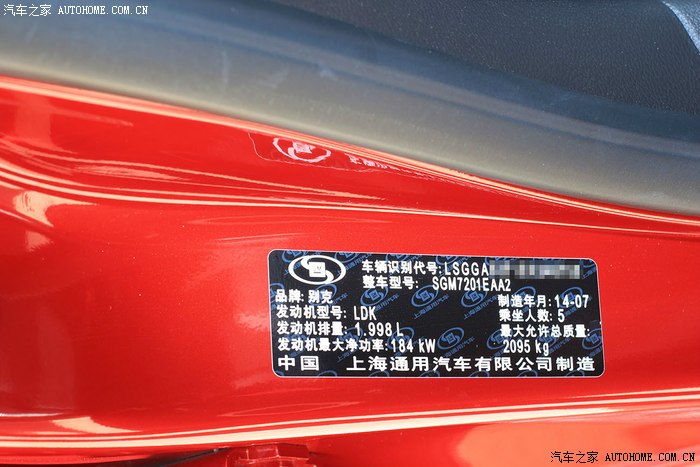 汽车之家 AUTOHOME.COM.CN
车辆识别代号:LSGGA
整车型号: SGM7201EAA2
品牌:别克 制造年月:14-07
发动机型号: LDK 乘坐人数:5
发动机排量:1.998 L 最大允许总质量:
发动机最大净功率:184 kW 2095 kg
中国 上海通用汽车有限公司制造
汽车之家 AUTOHOME.COM.CN